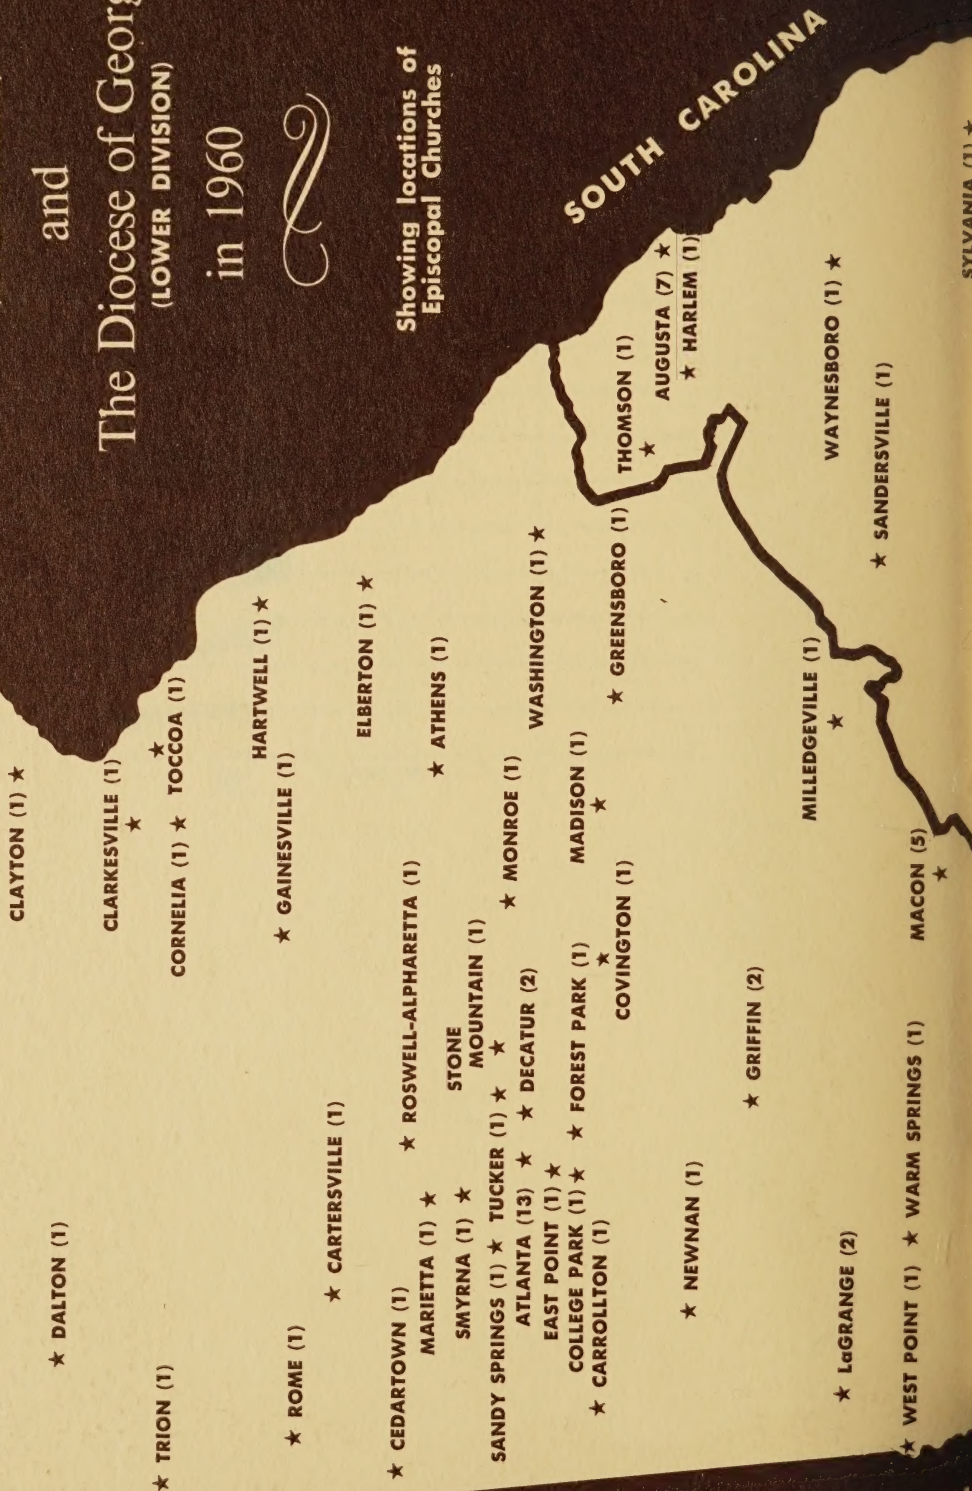 and
The Diocese of Georg
(LOWER DIVISION)
in 1960
Showing locations of
Episcopal Churches
SOUTH CAROLINA
CLAYTON (1) ★
★ DALTON (1)
CLARKESVILLE (1)
★
★ TRION (1)
CORNELIA (1) ★
★
TOCCOA (1)
HARTWELL (1) ★
★ GAINESVILLE (1)
★ ROME (1)
★ CARTERSVILLE (1)
ELBERTON (1) ★
★ CEDARTOWN (1)
★ ROSWELL-ALPHARETTA (1)
MARIETTA (1) ★
★ ATHENS (1)
SMYRNA (1) ★
STONE
MOUNTAIN (1)
★
SANDY SPRINGS (1) ★
TUCKER (1) ★
★ MONROE (1)
ATLANTA (13) ★
★ DECATUR (2)
WASHINGTON (1) ★
EAST POINT (1) ★
COLLEGE PARK (1) ★
★ FOREST PARK (1)
MADISON (1)
★
★ CARROLLTON (1)
★
COVINGTON (1)
★ GREENSBORO (1)
THOMSON (1)
★
AUGUSTA (7) ★
★ HARLEM (1)
★ NEWNAN (1)
★ GRIFFIN (2)
MILLEDGEVILLE (1)
★
WAYNESBORO (1) ★
★ LaGRANGE (2)
★ SANDERSVILLE (1)
★ WEST POINT (1)
★ WARM SPRINGS (1)
MACON (5)
★
SYLVANIA (1) ★